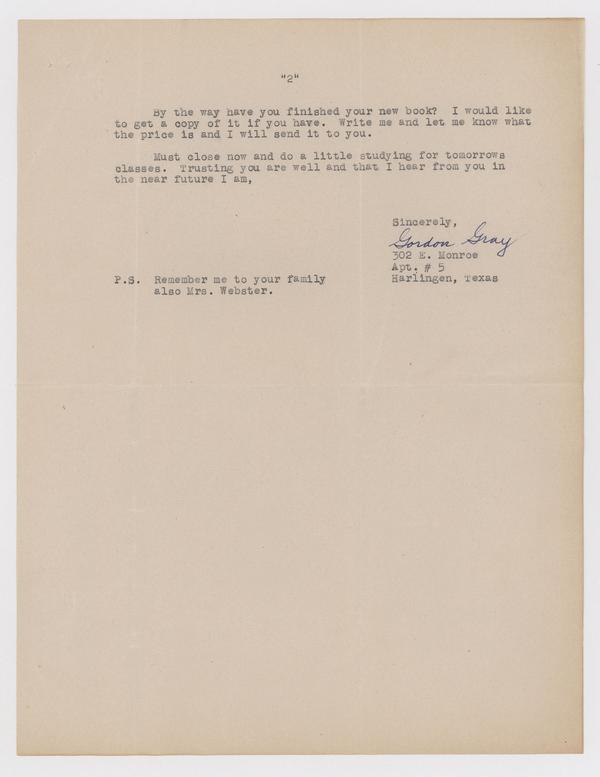 "2"
By the way have you finished your new book? I would like
to get a copy of it if you have. Write me and let me know what
the price is and I will send it to you.
Must close now and do a little studying for tomorrows
classes. Trusting you are well and that I hear from you in
the near future I am,
Sincerely,
Gordon Gray
302 E. Monroe
Apt. # 5
Harlingen, Texas
P.S. Remember me to your family
also Mrs. Webster.